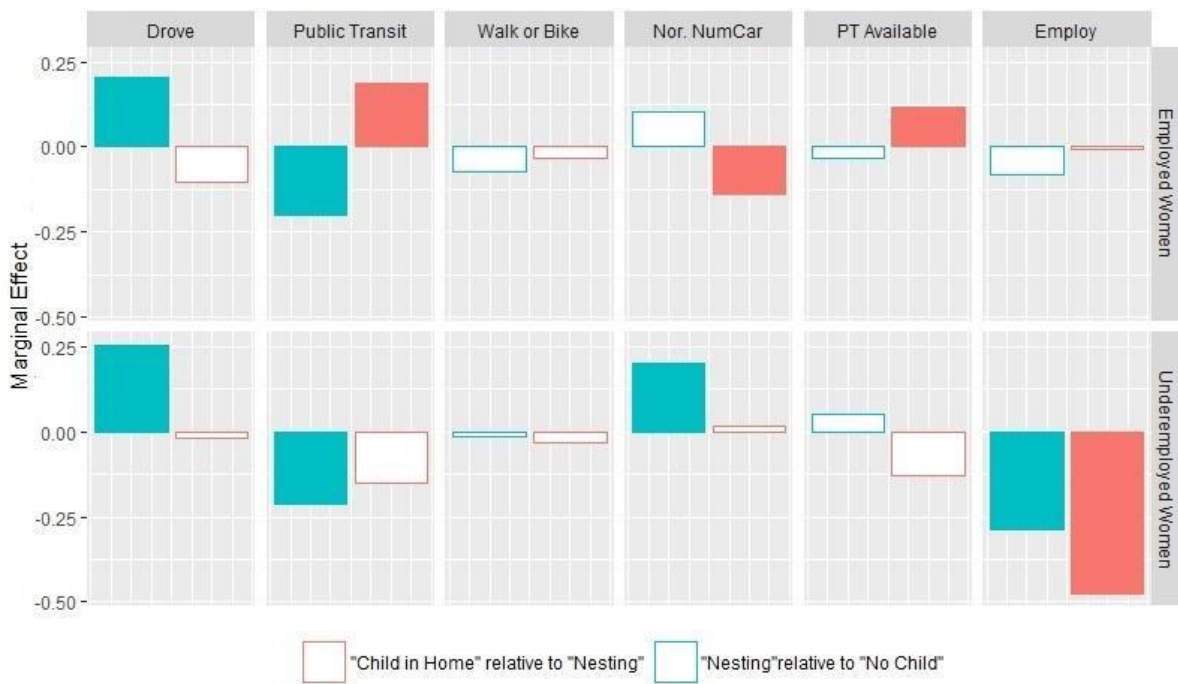 Drove Public Transit Walk or Bike Nor. NumCar PT Available Employ
0.25
0.00
-0.25
-0.50
Employed Women
Marginal Effect
0.25
0.00
-0.25
-0.50
Underemployed Women
"Child in Home" relative to "Nesting" "Nesting"relative to "No Child"